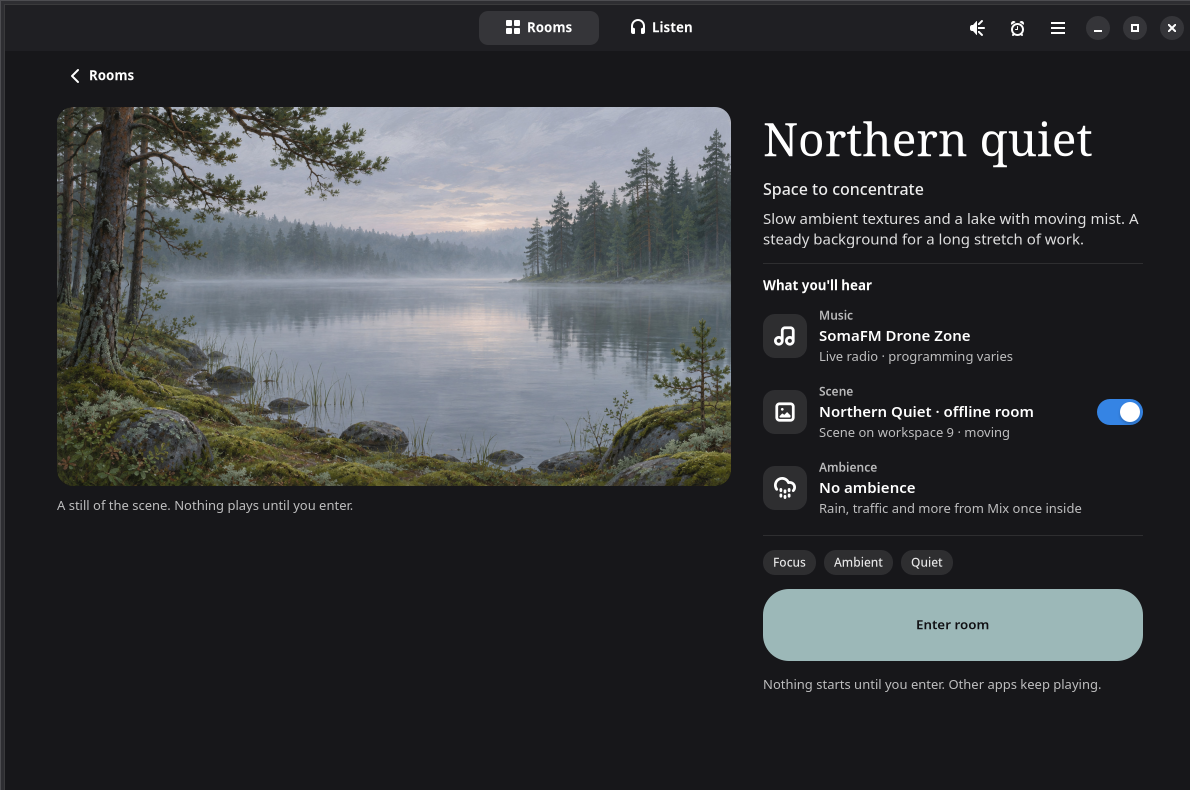 Rooms
Listen
Rooms
Northern quiet
Space to concentrate
Slow ambient textures and a lake with moving mist. A
steady background for a long stretch of work.
What you'll hear
Music
SomaFM Drone Zone
Live radio · programming varies
Scene
Northern Quiet · offline room
Scene on workspace 9 · moving
Ambience
No ambience
Rain, traffic and more from Mix once inside
Focus
Ambient
Quiet
Enter room
Nothing starts until you enter. Other apps keep playing.
A still of the scene. Nothing plays until you enter.